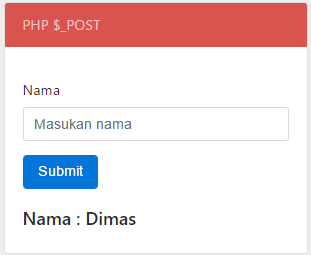 PHP $_POST
Nama
Masukan nama
Submit
Nama : Dimas